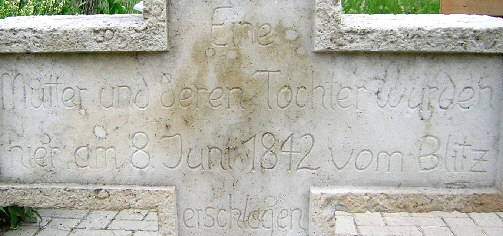 Eine
Mutter und deren Tochter wurden
hier am 8. Juni 1842 vom Blitz
erschlagen